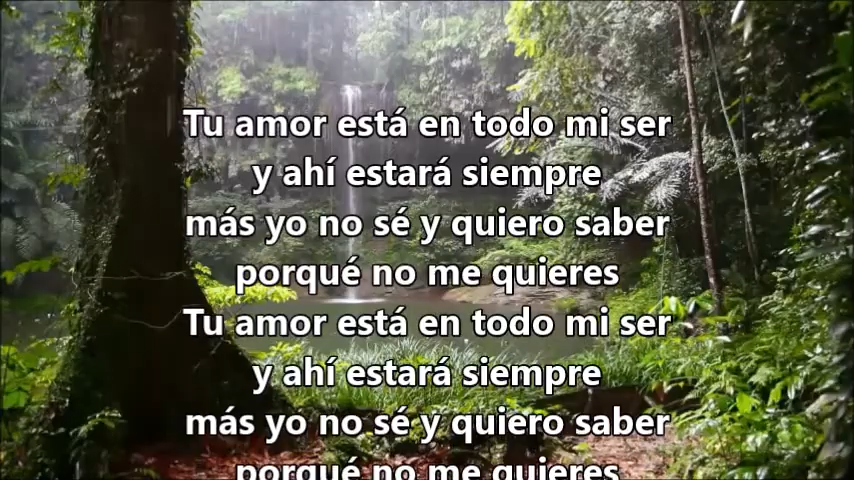 Tu amor está en todo mi ser
y ahí estará siempre
más yo no sé y quiero saber
porqué no me quieres
Tu amor está en todo mi ser
y ahí estará siempre
más yo no sé y quiero saber
porqué no me quieres